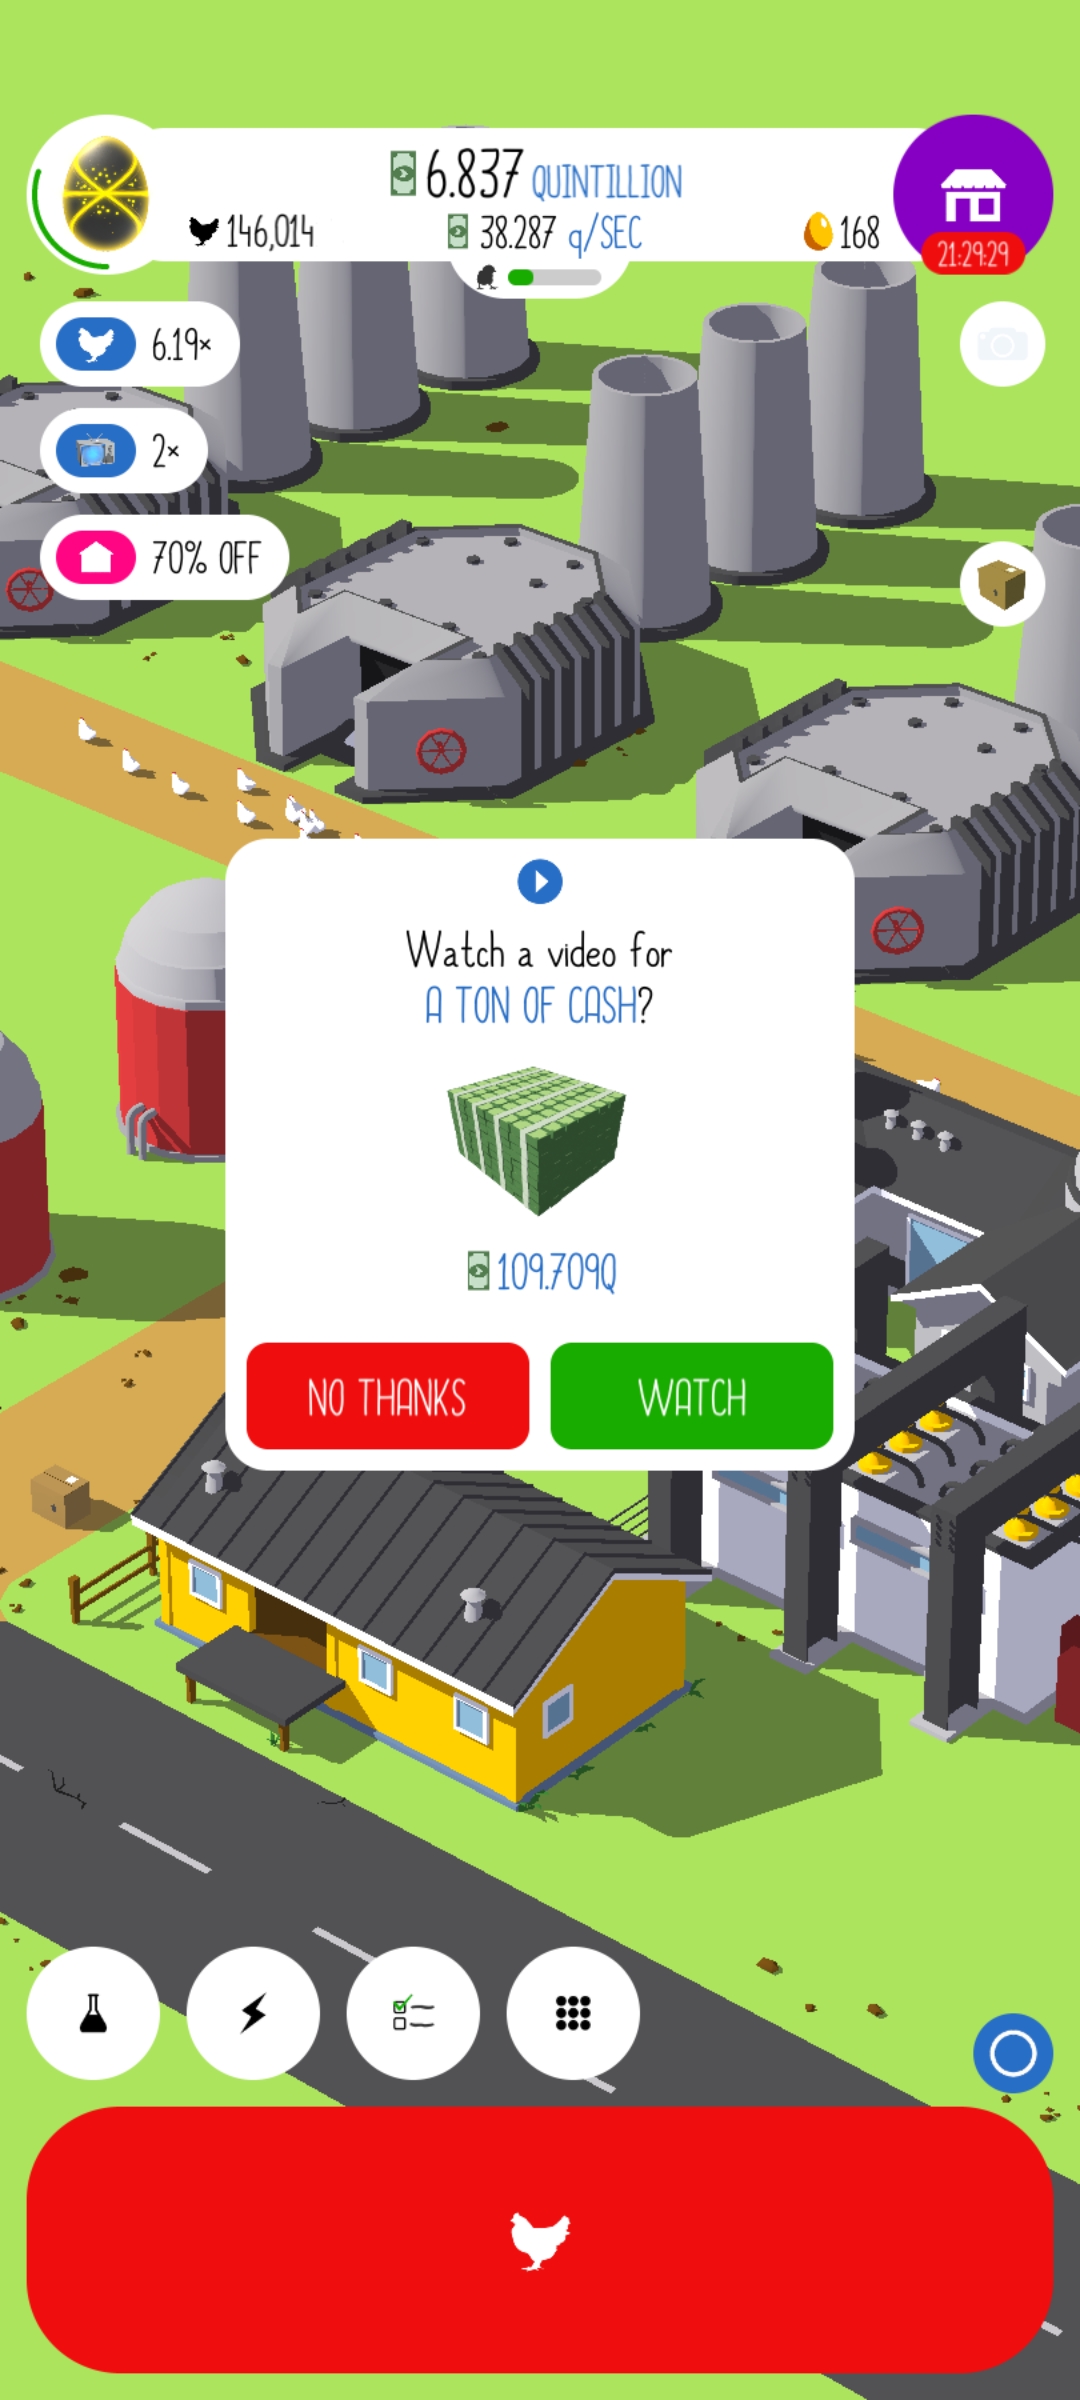 6.837 QUINTILLION
146,014
38.287 q/SEC
168
21:29:29
6.19×
2×
70% OFF
Watch a video for
A TON OF CASH?
109.709Q
NO THANKS
WATCH